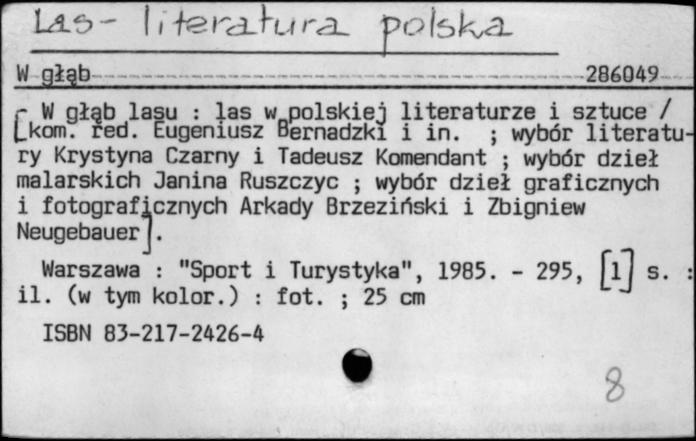 Las - literatura polska
W głąb 286049
W głąb lasu : las w polskiej literaturze i sztuce /
[kom. red. Eugeniusz Bernadzki i in. ; wybór literatu-
ry Krystyna Czarny i Tadeusz Komendant ; wybór dzieł
malarskich Janina Ruszczyc ; wybór dzieł graficznych
i fotograficznych Arkady Brzeziński i Zbigniew
Neugebauer].
Warszawa : "Sport i Turystyka", 1985. - 295, [1] s. :
il. (w tym kolor.) : fot. ; 25 cm
ISBN 83-217-2426-4
8